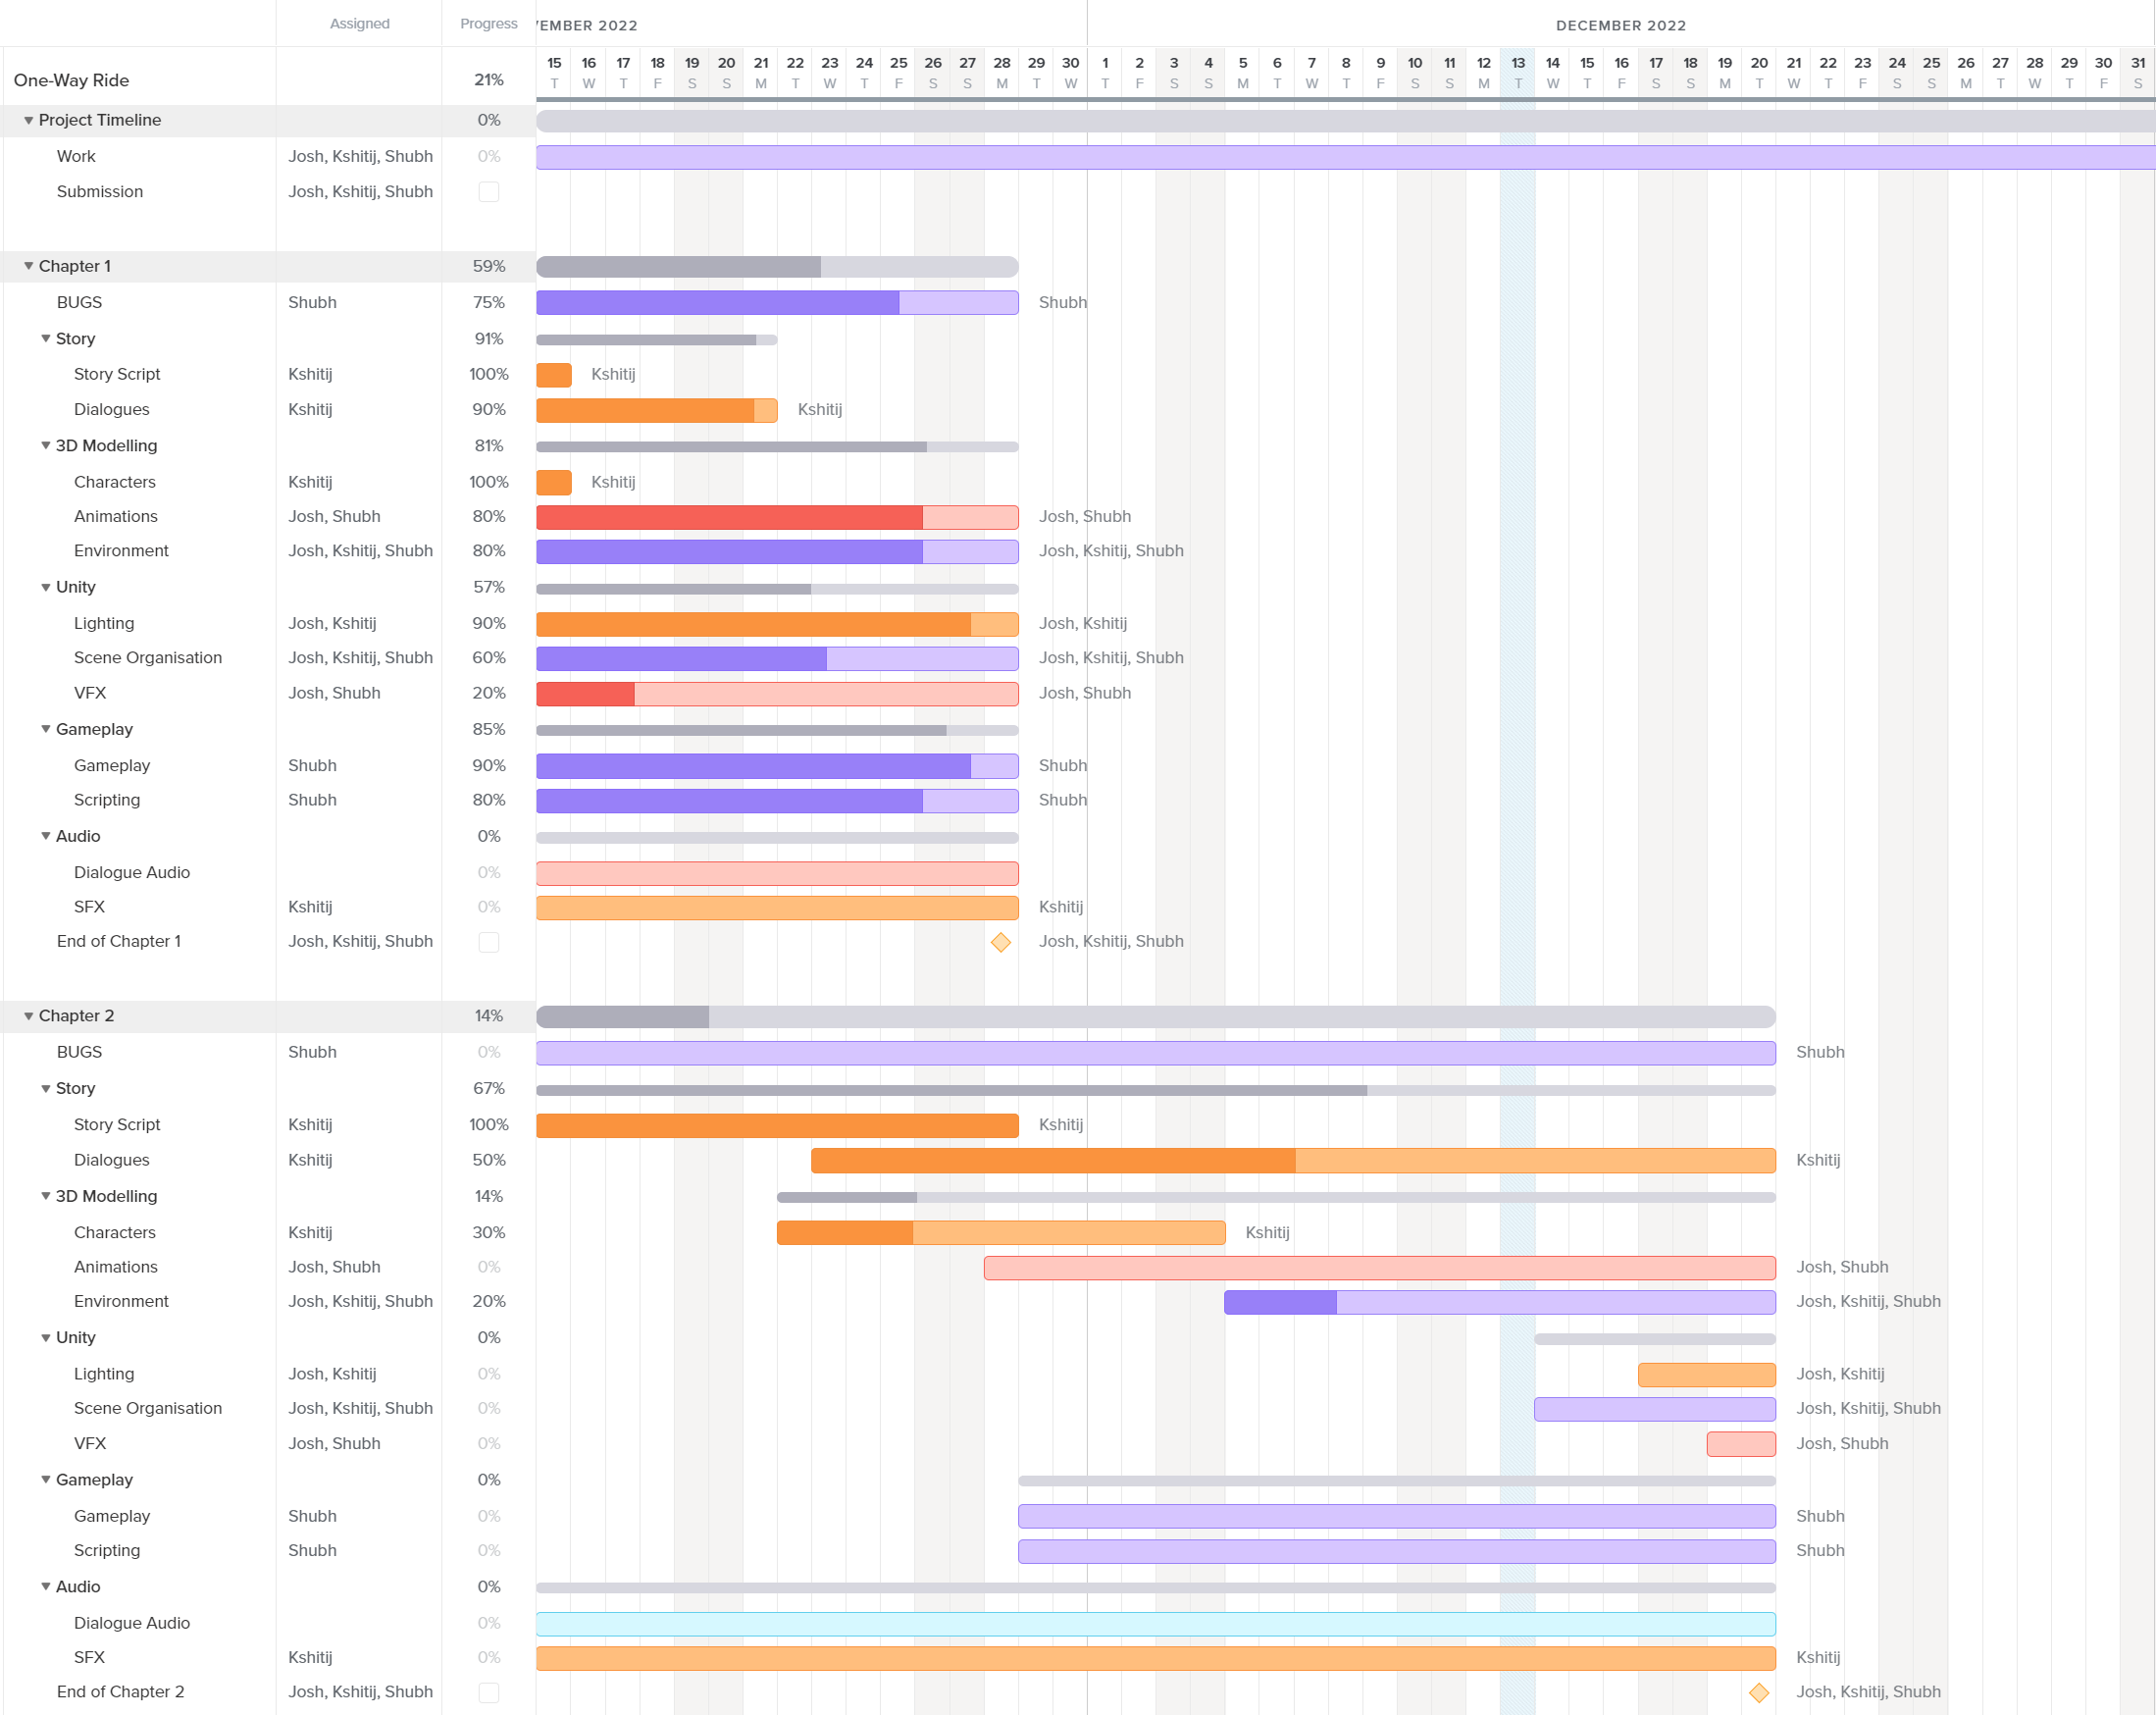 Assigned Progress VEMBER 2022 DECEMBER 2022
15 16 17 18 19 20 21 22 23 24 25 26 27 28 29 30 1 2 3 4 5 6 7 8 9 10 11 12 13 14 15 16 17 18 19 20 21 22 23 24 25 26 27 28 29 30 31
One-Way Ride 21%
T W T F S S M T W T F S S M T W T F S S M T W T F S S M T W T F S S M T W T F S S M T W T F S
Project Timeline 0%
Work Josh, Kshitij, Shubh 0%
Submission Josh, Kshitij, Shubh
Chapter 1 59%
BUGS Shubh 75% Shubh
Story 91%
Story Script Kshitij 100% Kshitij
Dialogues Kshitij 90% Kshitij
3D Modelling 81%
Characters Kshitij 100% Kshitij
Animations Josh, Shubh 80% Josh, Shubh
Environment Josh, Kshitij, Shubh 80% Josh, Kshitij, Shubh
Unity 57%
Lighting Josh, Kshitij 90% Josh, Kshitij
Scene Organisation Josh, Kshitij, Shubh 60% Josh, Kshitij, Shubh
VFX Josh, Shubh 20% Josh, Shubh
Gameplay 85%
Gameplay Shubh 90% Shubh
Scripting Shubh 80% Shubh
Audio 0%
Dialogue Audio 0%
SFX Kshitij 0% Kshitij
End of Chapter 1 Josh, Kshitij, Shubh Josh, Kshitij, Shubh
Chapter 2 14%
BUGS Shubh 0% Shubh
Story 67%
Story Script Kshitij 100% Kshitij
Dialogues Kshitij 50% Kshitij
3D Modelling 14%
Characters Kshitij 30% Kshitij
Animations Josh, Shubh 0% Josh, Shubh
Environment Josh, Kshitij, Shubh 20% Josh, Kshitij, Shubh
Unity 0%
Lighting Josh, Kshitij 0% Josh, Kshitij
Scene Organisation Josh, Kshitij, Shubh 0% Josh, Kshitij, Shubh
VFX Josh, Shubh 0% Josh, Shubh
Gameplay 0%
Gameplay Shubh 0% Shubh
Scripting Shubh 0% Shubh
Audio 0%
Dialogue Audio 0%
SFX Kshitij 0% Kshitij
End of Chapter 2 Josh, Kshitij, Shubh Josh, Kshitij, Shubh